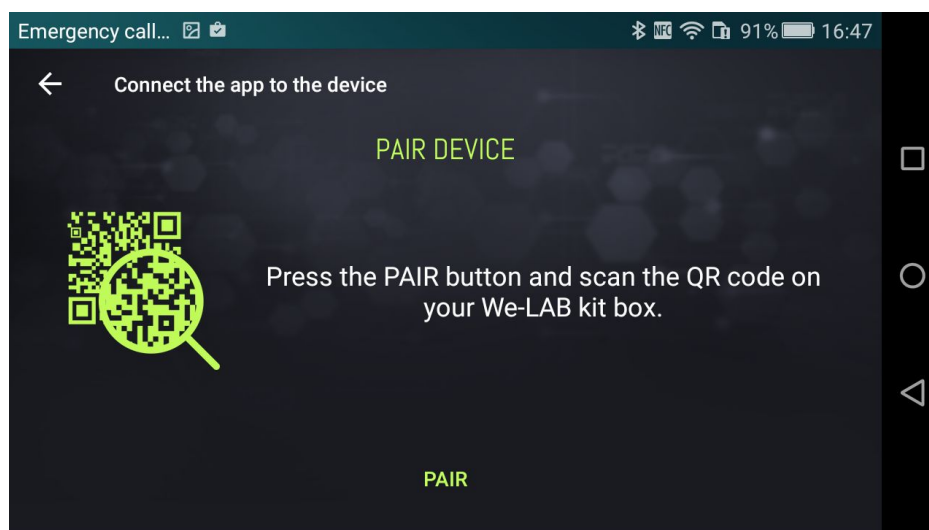 Emergency call... NFC 91% 16:47
Connect the app to the device
PAIR DEVICE
Press the PAIR button and scan the QR code on
your We-LAB kit box.
PAIR